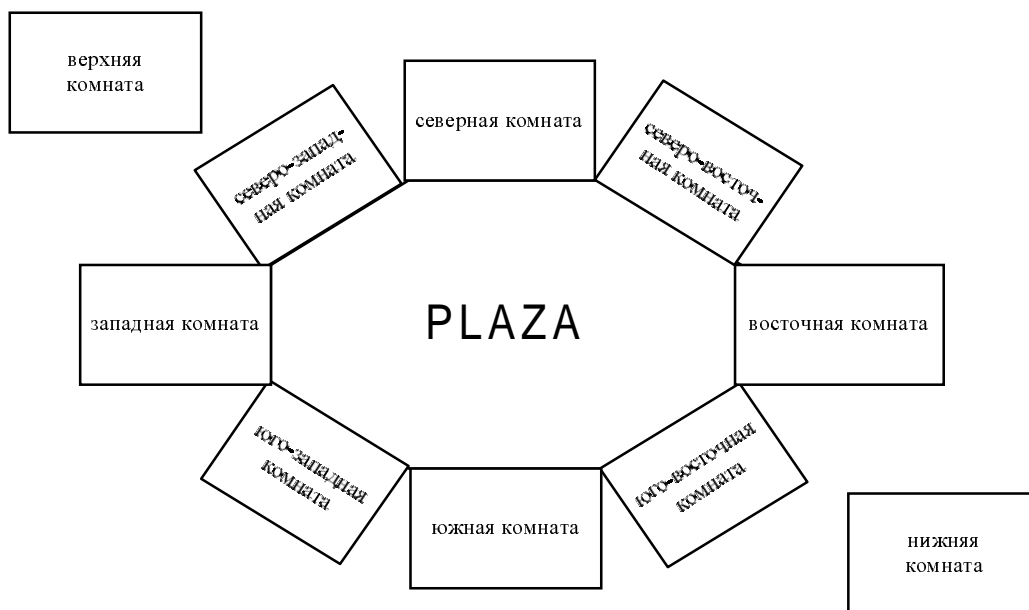 верхняя
комната
северная комната
северо-запад-
ная комната
северо-восточ-
ная комната
западная комната
PLAZA
восточная комната
юго-западная
комната
южная комната
юго-восточная
комната
нижняя
комната